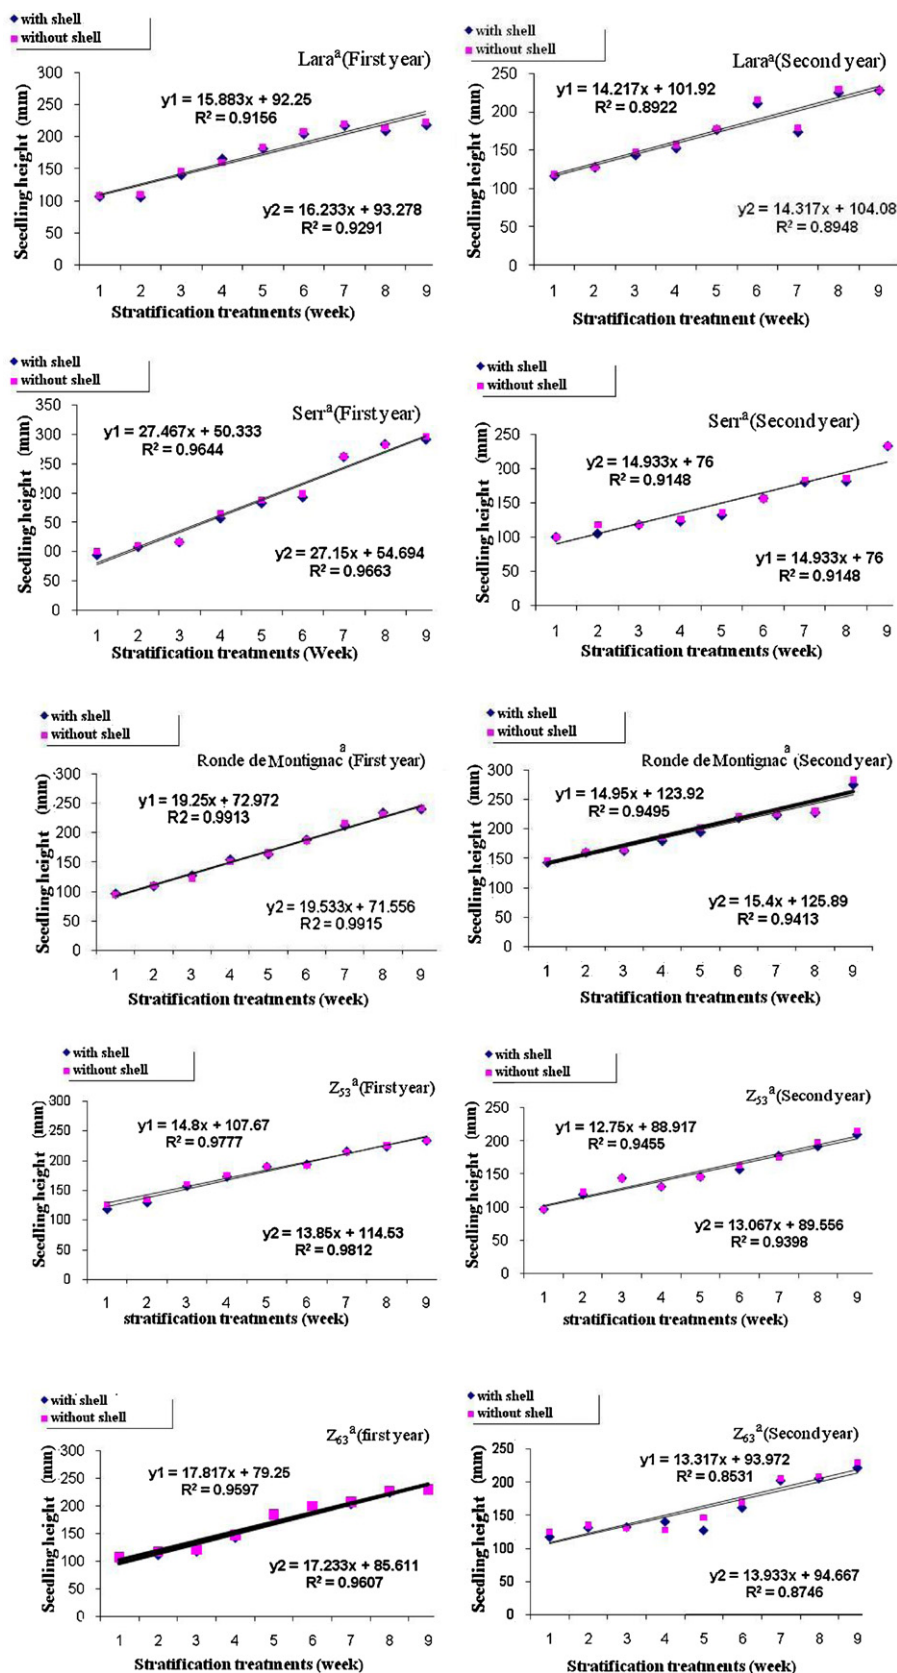 with shell
without shell
Lara^a (First year)
y1 = 15.883x + 92.25
R² = 0.9156
y2 = 16.233x + 93.278
R² = 0.9291
Seedling height (mm)
300
250
200
150
100
50
0
1 2 3 4 5 6 7 8 9
Stratification treatments (week)
with shell
without shell
Lara^a (Second year)
y1 = 14.217x + 101.92
R² = 0.8922
y2 = 14.317x + 104.08
R² = 0.8948
Seedling height (mm)
250
200
150
100
50
0
1 2 3 4 5 6 7 8 9
Stratification treatment (week)
with shell
without shell
Serr^a (First year)
y1 = 27.467x + 50.333
R² = 0.9644
y2 = 27.15x + 54.694
R² = 0.9663
Seedling height (mm)
350
300
250
200
50
00
50
0
1 2 3 4 5 6 7 8 9
Stratification treatments (Week)
with shell
without shell
Serr^a (Second year)
y2 = 14.933x + 76
R² = 0.9148
y1 = 14.933x + 76
R² = 0.9148
Seedling height (mm)
250
200
150
100
50
0
1 2 3 4 5 6 7 8 9
Stratification treatments (week)
with shell
without shell
Ronde de Montignac^a (First year)
y1 = 19.25x + 72.972
R2 = 0.9913
y2 = 19.533x + 71.556
R2 = 0.9915
Seedling height (mm)
300
250
200
150
100
50
0
1 2 3 4 5 6 7 8 9
Stratification treatments (week)
with shell
without shell
Ronde de Montignac^a (Second year)
y1 = 14.95x + 123.92
R² = 0.9495
y2 = 15.4x + 125.89
R² = 0.9413
Seedling height (mm)
300
250
200
150
100
50
0
1 2 3 4 5 6 7 8 9
Stratification treatments (week)
with shell
without shell
Z₅₃^a (First year)
y1 = 14.8x + 107.67
R² = 0.9777
y2 = 13.85x + 114.53
R² = 0.9812
Seedling height (mm)
300
250
200
150
100
50
0
1 2 3 4 5 6 7 8 9
stratification treatments (week)
with shell
without shell
Z₅₃^a (Second year)
y1 = 12.75x + 88.917
R² = 0.9455
y2 = 13.067x + 89.556
R² = 0.9398
Seedling height (mm)
250
200
150
100
50
0
1 2 3 4 5 6 7 8 9
stratification treatments (week)
with shell
without shell
Z₆₃^a (first year)
y1 = 17.817x + 79.25
R² = 0.9597
y2 = 17.233x + 85.611
R² = 0.9607
Seedling height (mm)
300
250
200
150
100
50
0
1 2 3 4 5 6 7 8 9
Stratification treatments (week)
with shell
without shell
Z₆₃^a (Second year)
y1 = 13.317x + 93.972
R² = 0.8531
y2 = 13.933x + 94.667
R² = 0.8746
Seedling height (mm)
250
200
150
100
50
0
1 2 3 4 5 6 7 8 9
Stratification treatments (week)